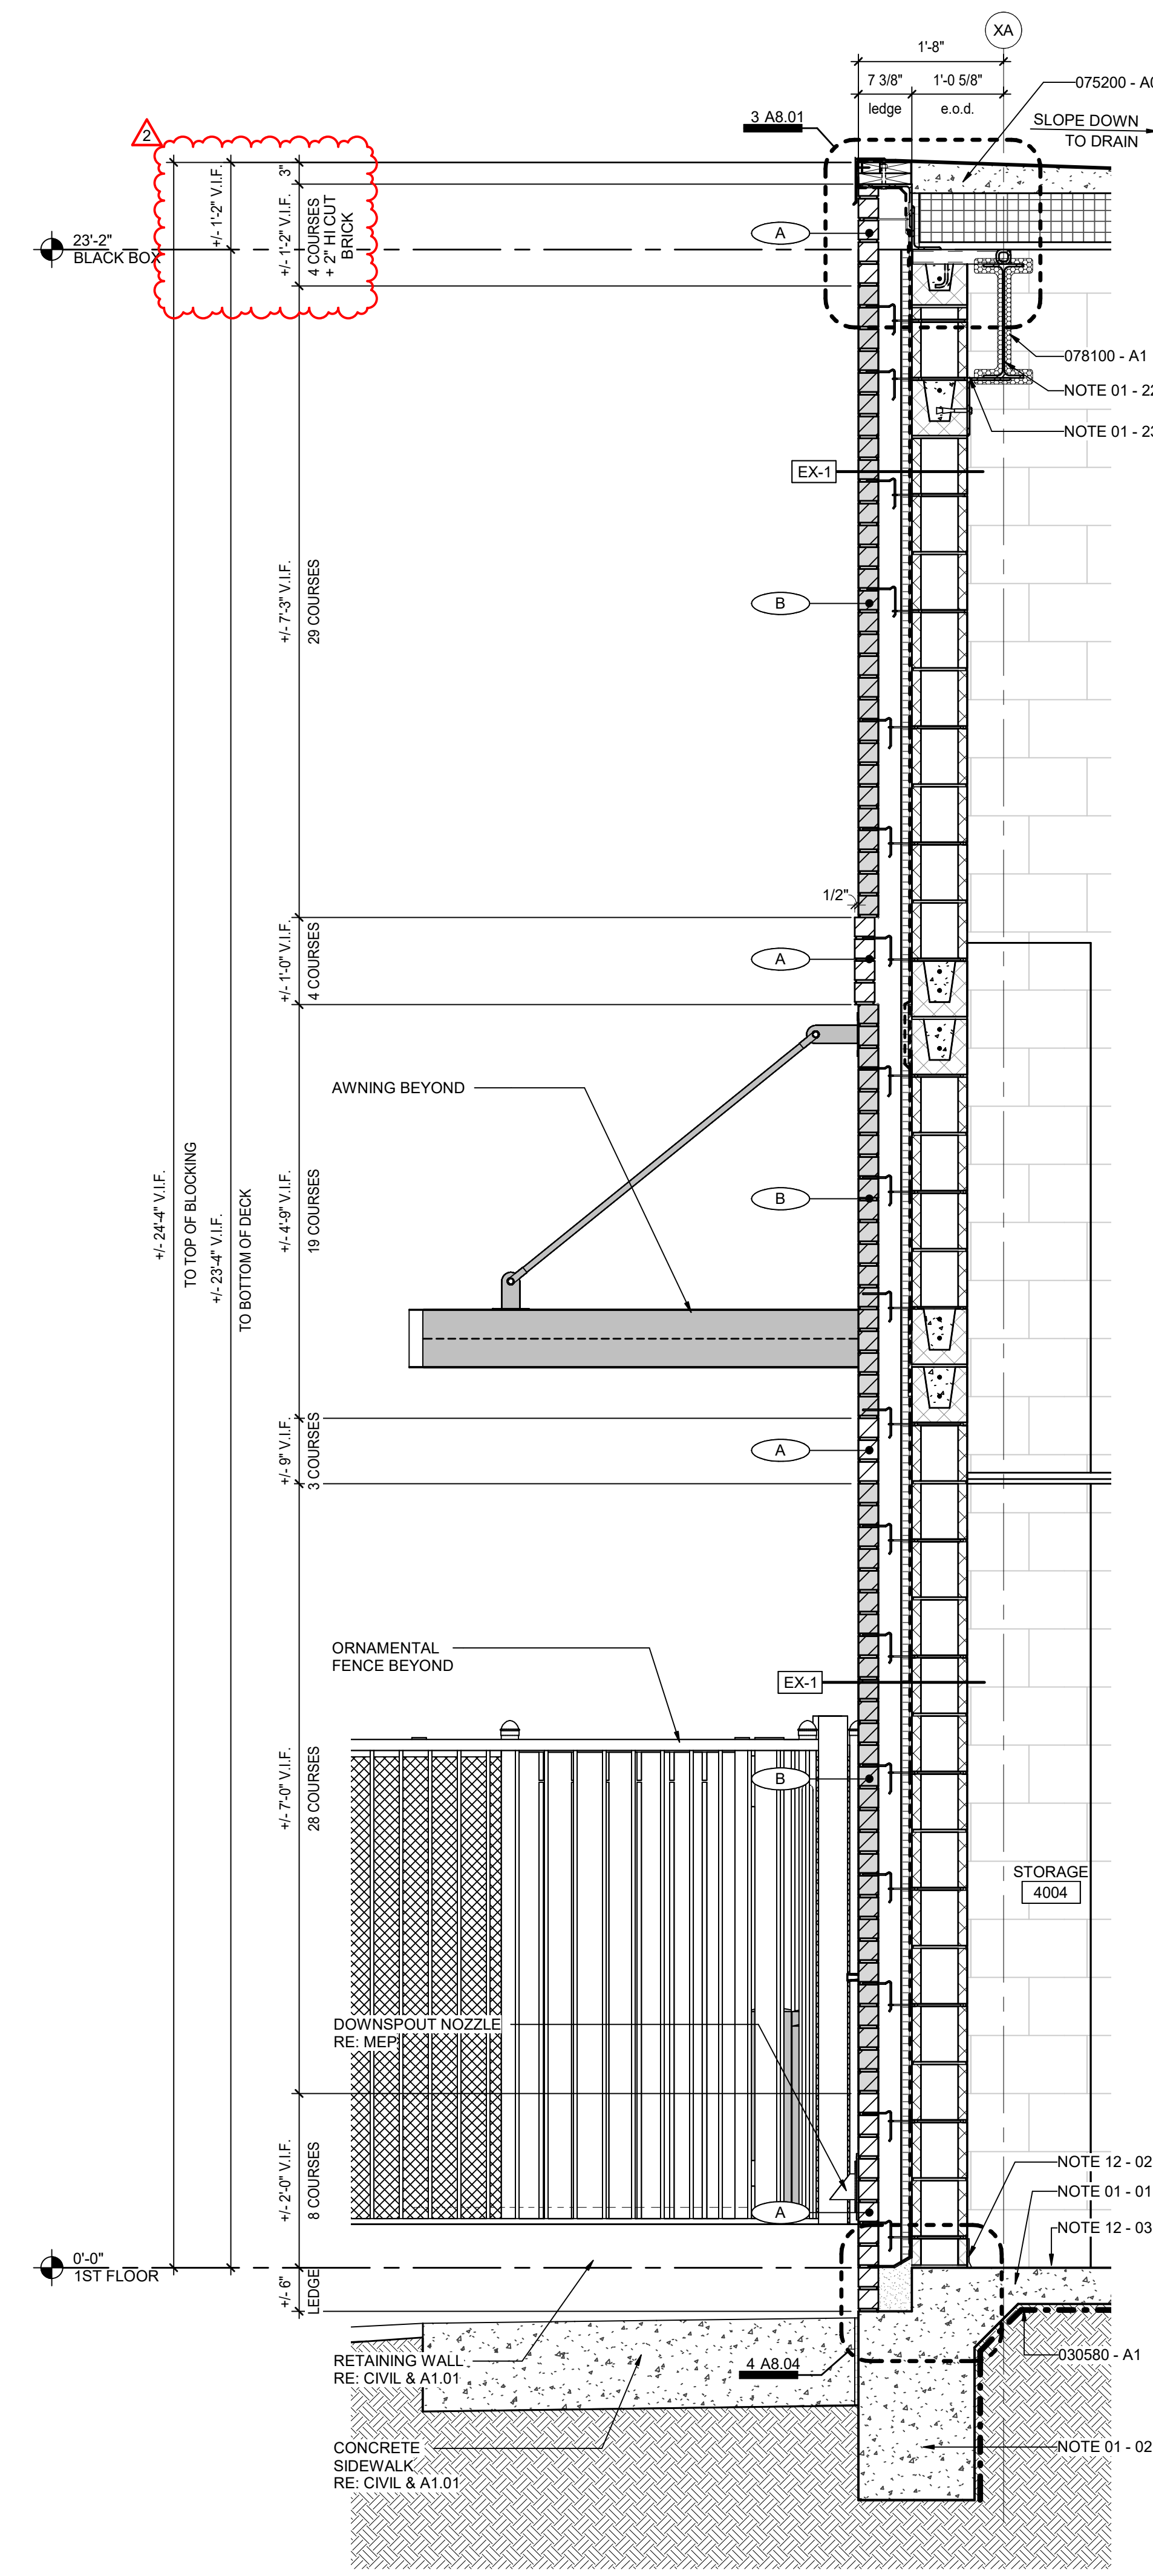 XA
1'-8"
7 3/8"
1'-0 5/8"
ledge
e.o.d.
075200 - A0
SLOPE DOWN
TO DRAIN
3 A8.01
2
+/- 1'-2" V.I.F.
3"
+/- 1'-2" V.I.F.
4 COURSES
+ 2" HI CUT
BRICK
23'-2"
BLACK BOX
A
078100 - A1
NOTE 01 - 22
NOTE 01 - 23
EX-1
+/- 7'-3" V.I.F.
29 COURSES
B
1/2"
+/- 1'-0" V.I.F.
4 COURSES
A
AWNING BEYOND
+/- 24'-4" V.I.F.
TO TOP OF BLOCKING
+/- 23'-4" V.I.F.
TO BOTTOM OF DECK
+/- 4'-9" V.I.F.
19 COURSES
B
+/- 9" V.I.F.
3 COURSES
A
ORNAMENTAL
FENCE BEYOND
EX-1
+/- 7'-0" V.I.F.
28 COURSES
B
STORAGE
4004
DOWNSPOUT NOZZLE
RE: MEP
+/- 2'-0" V.I.F.
8 COURSES
A
NOTE 12 - 02
NOTE 01 - 01
NOTE 12 - 03
0'-0"
1ST FLOOR
+/- 6"
LEDGE
RETAINING WALL
RE: CIVIL & A1.01
4 A8.04
030580 - A1
CONCRETE
SIDEWALK
RE: CIVIL & A1.01
NOTE 01 - 02